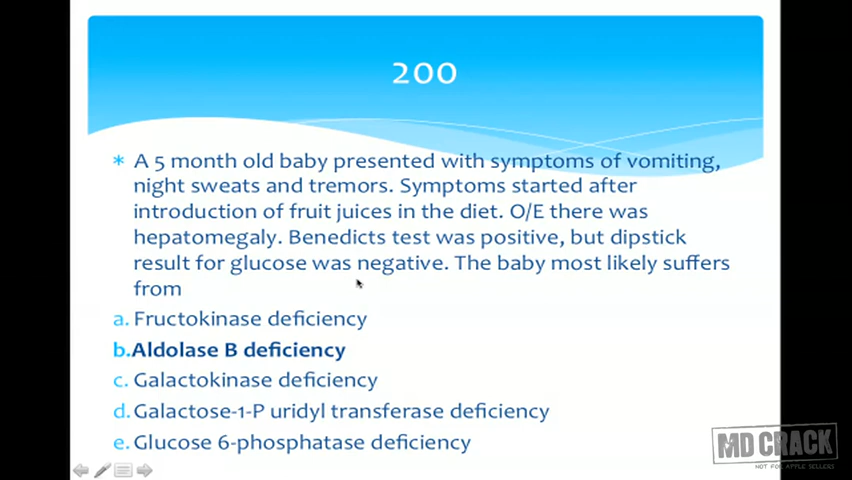 200
* A 5 month old baby presented with symptoms of vomiting,
night sweats and tremors. Symptoms started after
introduction of fruit juices in the diet. O/E there was
hepatomegaly. Benedicts test was positive, but dipstick
result for glucose was negative. The baby most likely suffers
from
a. Fructokinase deficiency
b.Aldolase B deficiency
c. Galactokinase deficiency
d. Galactose-1-P uridyl transferase deficiency
e. Glucose 6-phosphatase deficiency
MD CRACK
NOT FOR APPLE SELLERS